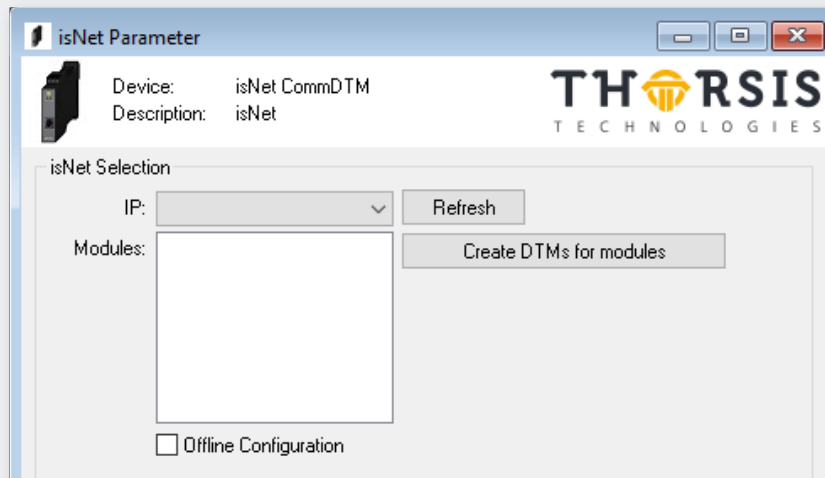 isNet Parameter
Device: isNet CommDTM
Description: isNet
THORSIS
TECHNOLOGIES
isNet Selection
IP: Refresh
Modules: Create DTMs for modules
Offline Configuration